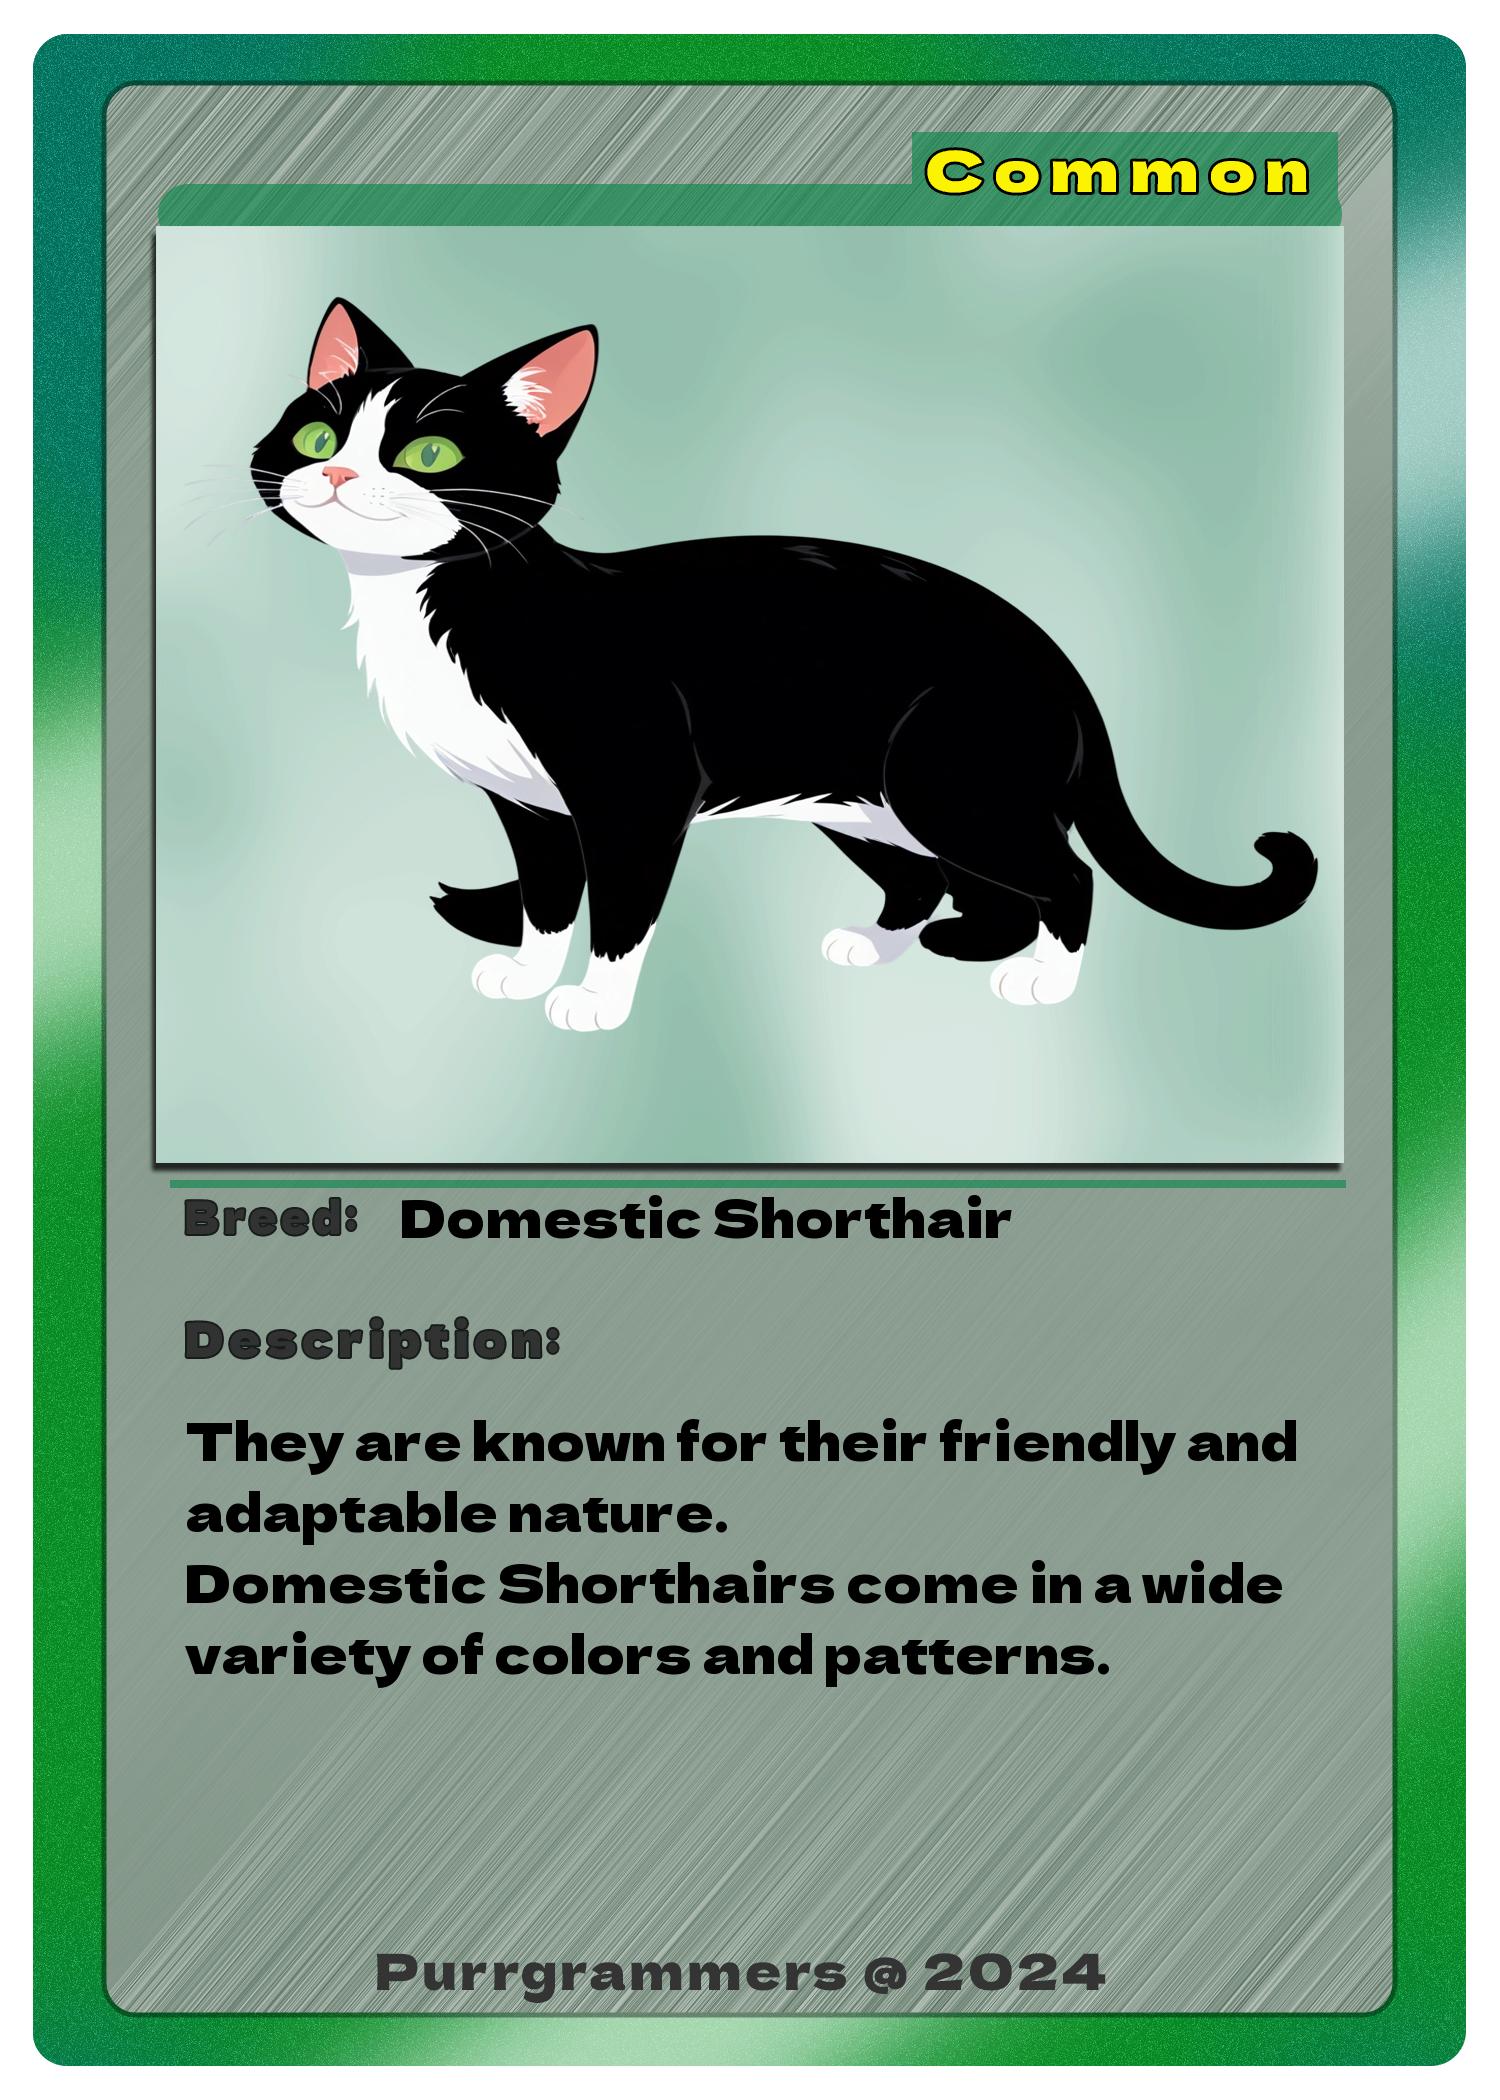 Common
Breed: Domestic Shorthair
Description:
They are known for their friendly and
adaptable nature.
Domestic Shorthairs come in a wide
variety of colors and patterns.
Purrgrammers @ 2024